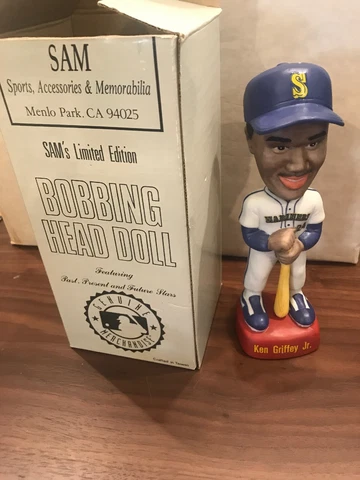 SAM
Sports, Accessories & Memorabilia
Menlo Park, CA 94025
SAM's Limited Edition
BOBBING
HEAD DOLL
Featuring
Past, Present and Future Stars
GENUINE
MERCHANDISE
S
MARINERS
Ken Griffey Jr.